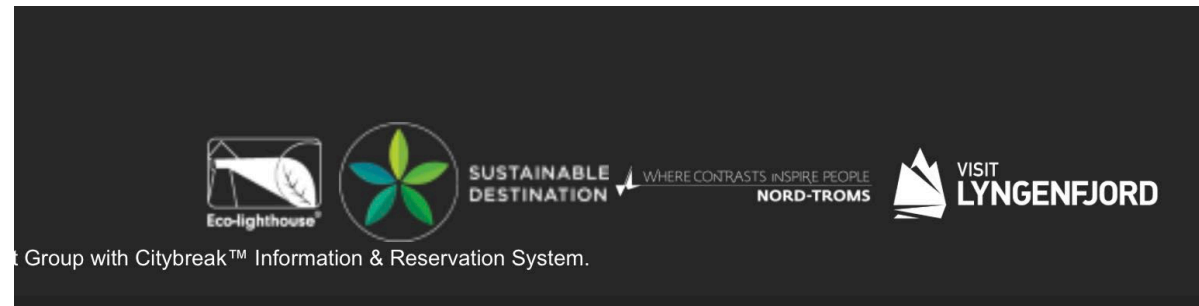 Eco-lighthouse®
SUSTAINABLE
DESTINATION
WHERE CONTRASTS INSPIRE PEOPLE
NORD-TROMS
VISIT
LYNGENFJORD
t Group with Citybreak™ Information & Reservation System.